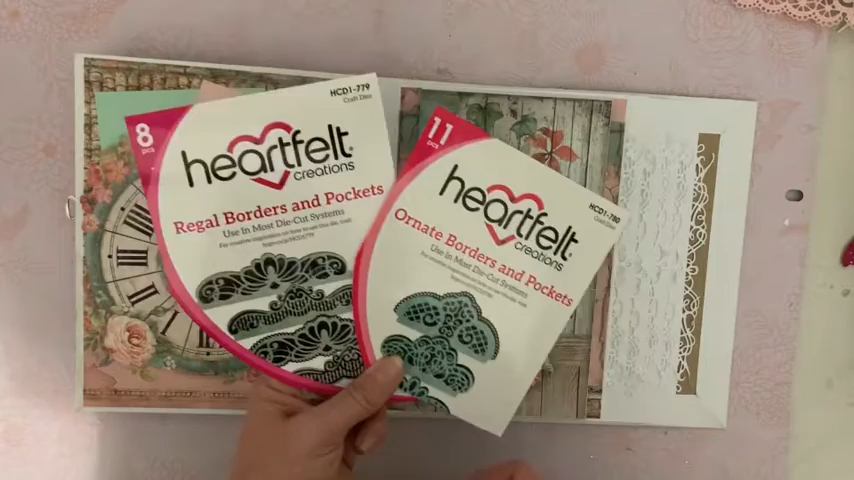 8
pcs
HCD1-779
Craft Dies
heartfelt
creations
Regal Borders and Pockets
Use In Most Die-Cut Systems
11
pcs
HCD1-780
Craft Dies
heartfelt
creations
Ornate Borders and Pockets
Use In Most Die-Cut Systems